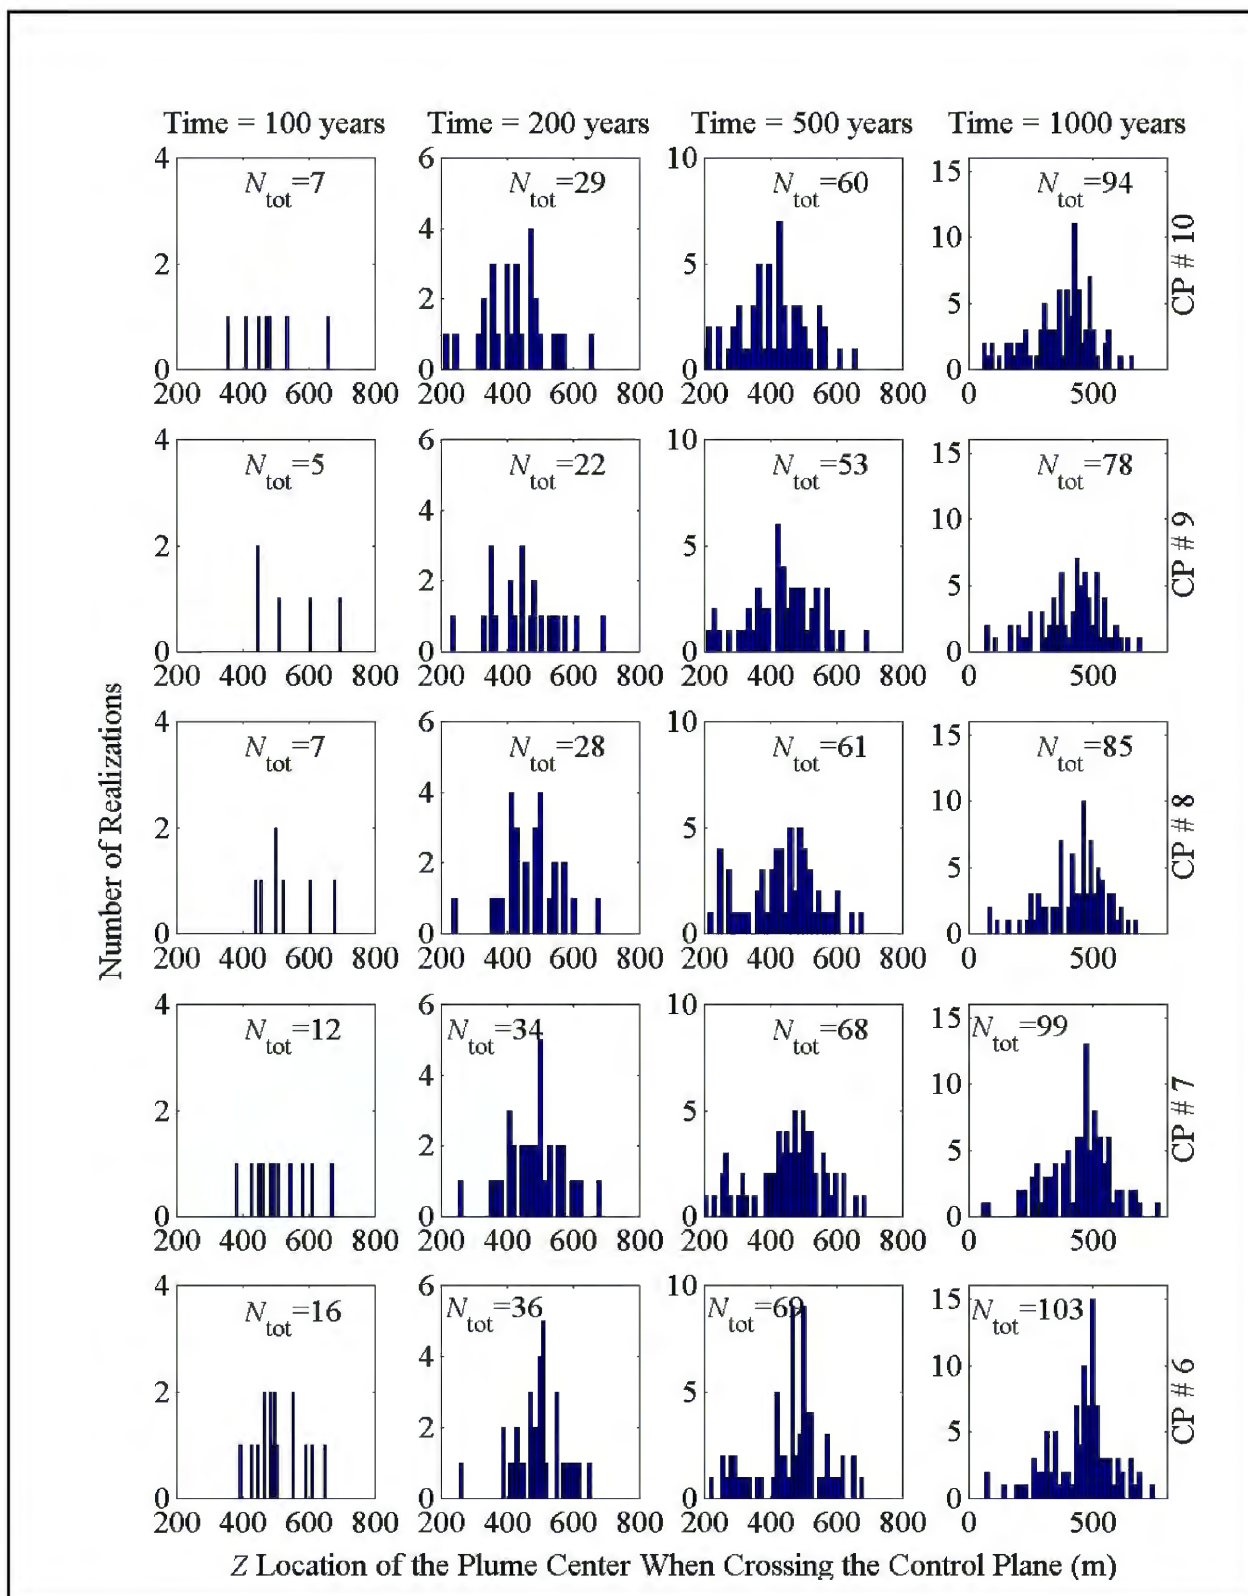 Time = 100 years Time = 200 years Time = 500 years Time = 1000 years
4 6 10 15
N_tot=7 N_tot=29 N_tot=60 N_tot=94
4 10
2 5
2 5
0 0 0 0
200 400 600 800 200 400 600 800 200 400 600 800 0 500
CP # 10
4 6 10 15
N_tot=5 N_tot=22 N_tot=53 N_tot=78
4 10
2 5
2 5
0 0 0 0
200 400 600 800 200 400 600 800 200 400 600 800 0 500
CP # 9
Number of Realizations
4 6 10 15
N_tot=7 N_tot=28 N_tot=61 N_tot=85
4 10
2 5
2 5
0 0 0 0
200 400 600 800 200 400 600 800 200 400 600 800 0 500
CP # 8
4 6 10 15
N_tot=12 N_tot=34 N_tot=68 N_tot=99
4 10
2 5
2 5
0 0 0 0
200 400 600 800 200 400 600 800 200 400 600 800 0 500
CP # 7
4 6 10 15
N_tot=16 N_tot=36 N_tot=69 N_tot=103
4 10
2 5
2 5
0 0 0 0
200 400 600 800 200 400 600 800 200 400 600 800 0 500
CP # 6
Z Location of the Plume Center When Crossing the Control Plane (m)